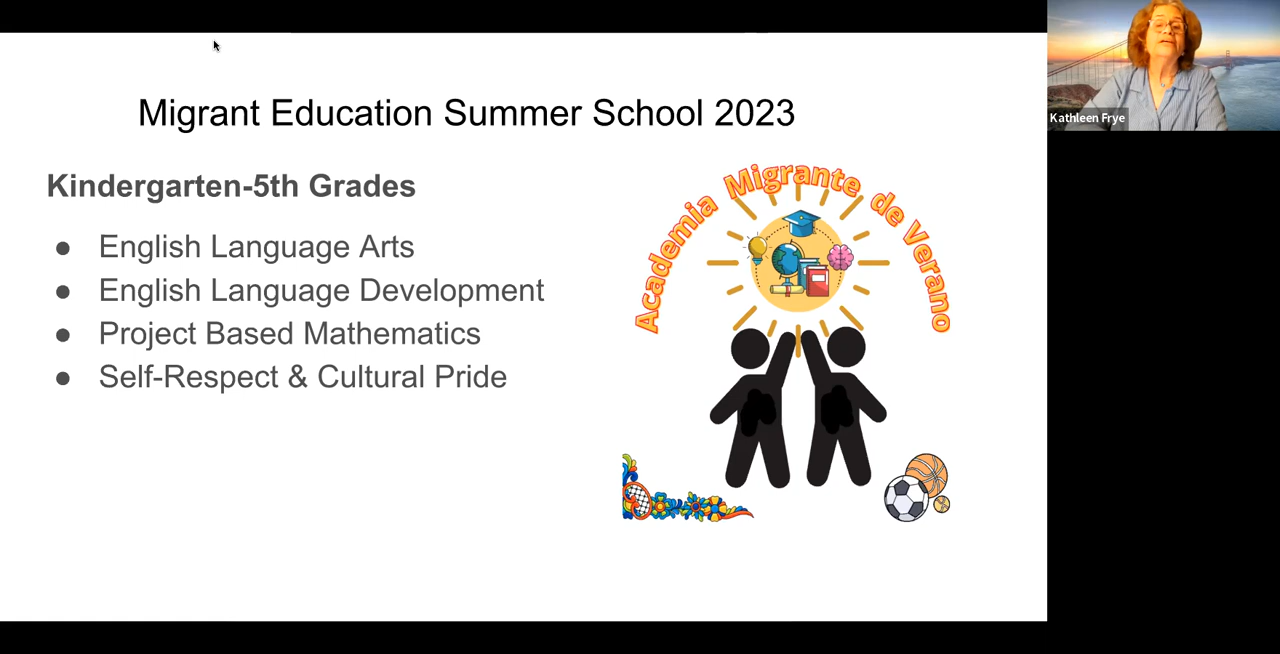 Migrant Education Summer School 2023
Kindergarten-5th Grades
● English Language Arts
● English Language Development
● Project Based Mathematics
● Self-Respect & Cultural Pride
Academia Migrante de Verano
Kathleen Frye